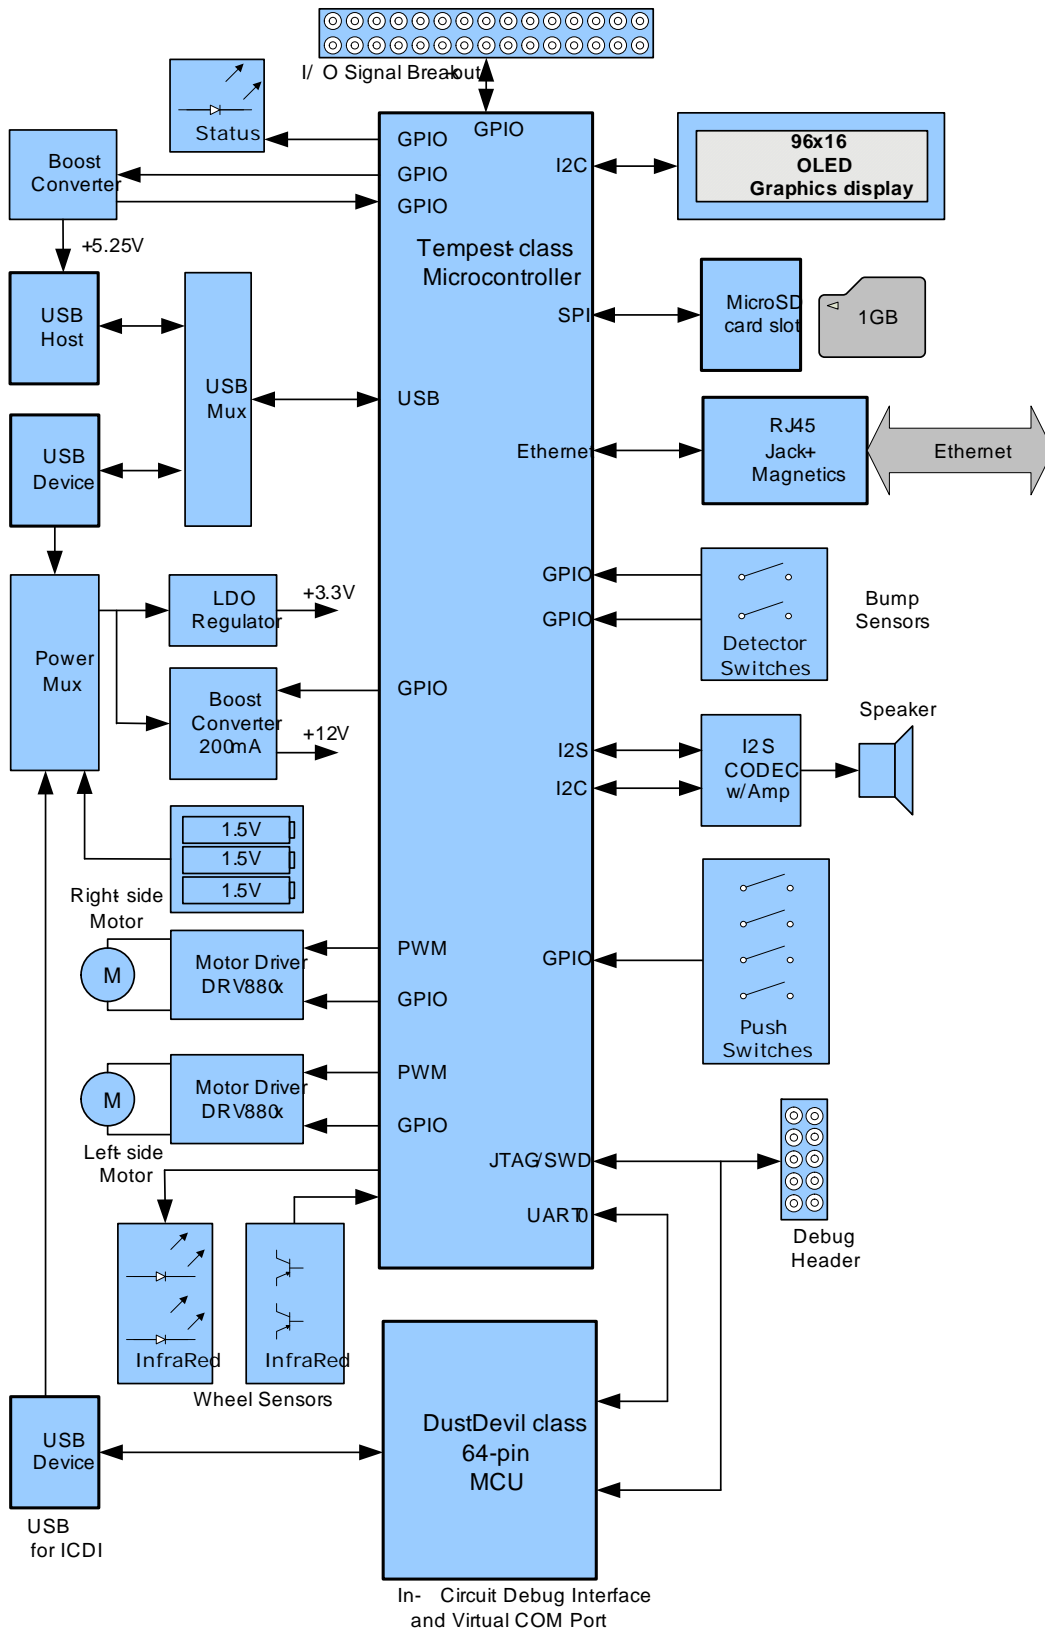 I/O Signal Breakout
GPIO
Status
GPIO
GPIO
GPIO
Boost
Converter
+5.25V
I2C
96x16
OLED
Graphics display
Tempest-class
Microcontroller
USB
Host
USB
Mux
USB
SPI
MicroSD
card slot
1GB
USB
Device
Ethernet
RJ45
Jack+
Magnetics
Ethernet
Power
Mux
LDO
Regulator
+3.3V
GPIO
GPIO
Detector
Switches
Bump
Sensors
Boost
Converter
200mA
+12V
GPIO
I2S
I2C
I2S
CODEC
w/Amp
Speaker
1.5V
1.5V
1.5V
Right-side
Motor
M
Motor Driver
DRV880x
PWM
GPIO
GPIO
Push
Switches
M
Left-side
Motor
Motor Driver
DRV880x
PWM
GPIO
JTAG/SWD
UART0
Debug
Header
InfraRed
InfraRed
Wheel Sensors
USB
Device
USB
for ICDI
DustDevil class
64-pin
MCU
In- Circuit Debug Interface
and Virtual COM Port